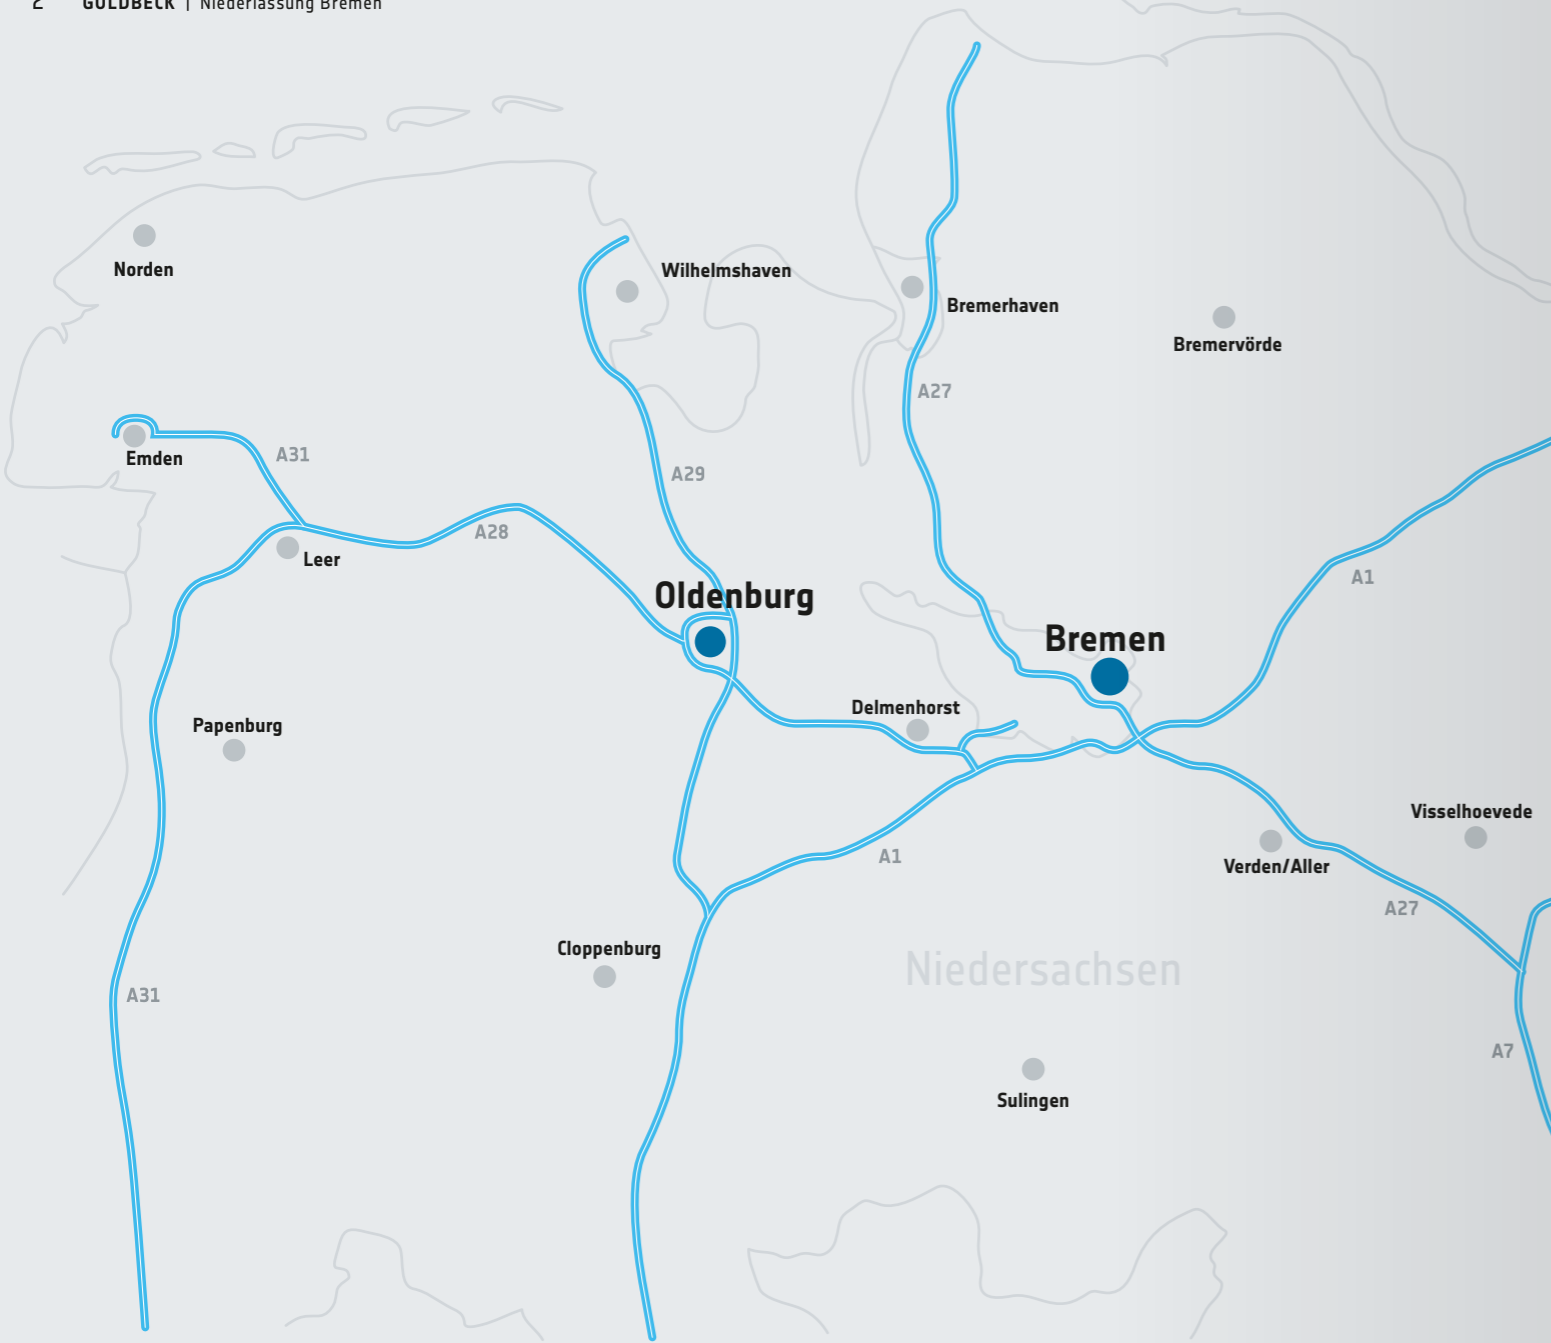 2 GOLDBECK | Niederlassung Bremen
Norden
Wilhelmshaven
Bremerhaven
Bremervörde
A27
Emden
A31
A29
A28
Leer
A1
Oldenburg
Bremen
Delmenhorst
Papenburg
Visselhoevede
A1
Verden/Aller
A27
Cloppenburg
Niedersachsen
A31
A7
Sulingen